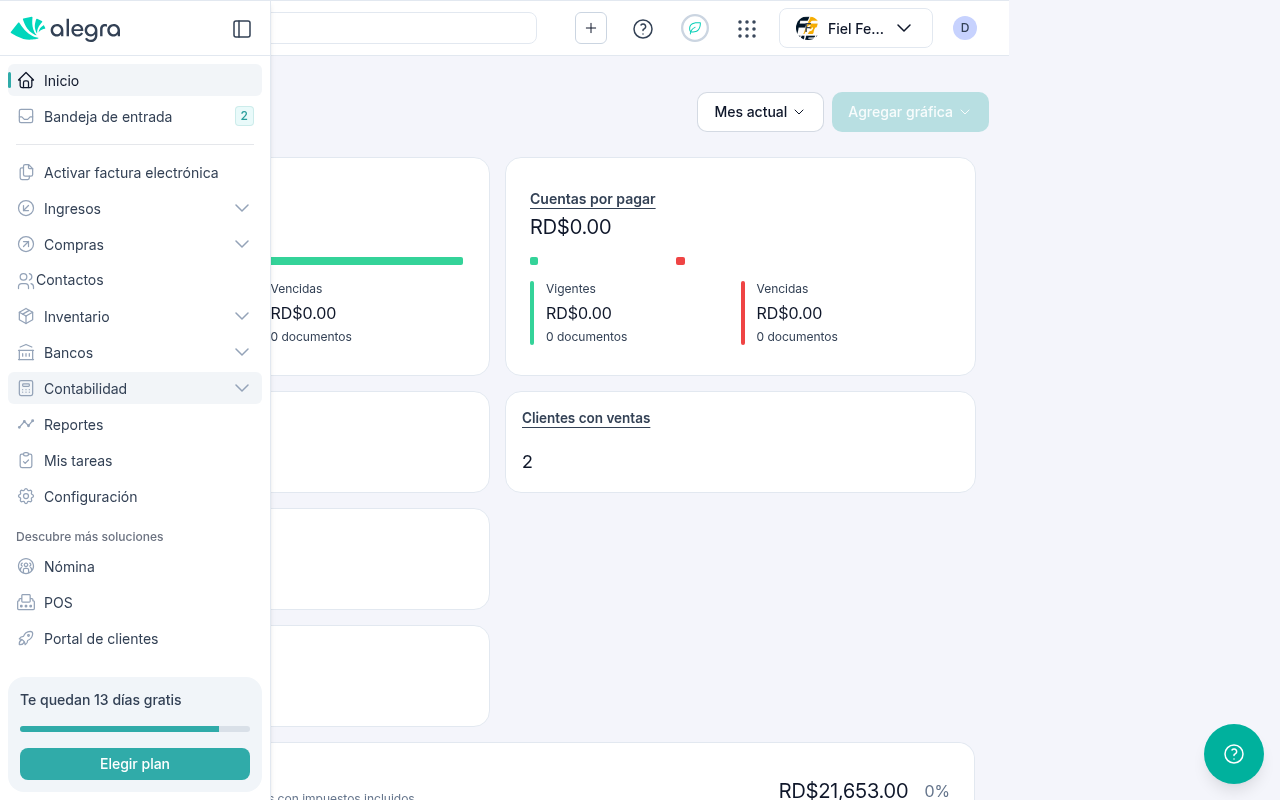 alegra
Fiel Fe...
D
Inicio
Bandeja de entrada
2
Activar factura electrónica
Ingresos
Compras
Contactos
Inventario
Bancos
Contabilidad
Reportes
Mis tareas
Configuración
Descubre más soluciones
Nómina
POS
Portal de clientes
Te quedan 13 días gratis
Elegir plan
Mes actual
Agregar gráfica
Vencidas
RD$0.00
0 documentos
Cuentas por pagar
RD$0.00
Vigentes
RD$0.00
0 documentos
Vencidas
RD$0.00
0 documentos
Clientes con ventas
2
con impuestos incluidos
RD$21,653.00
0%